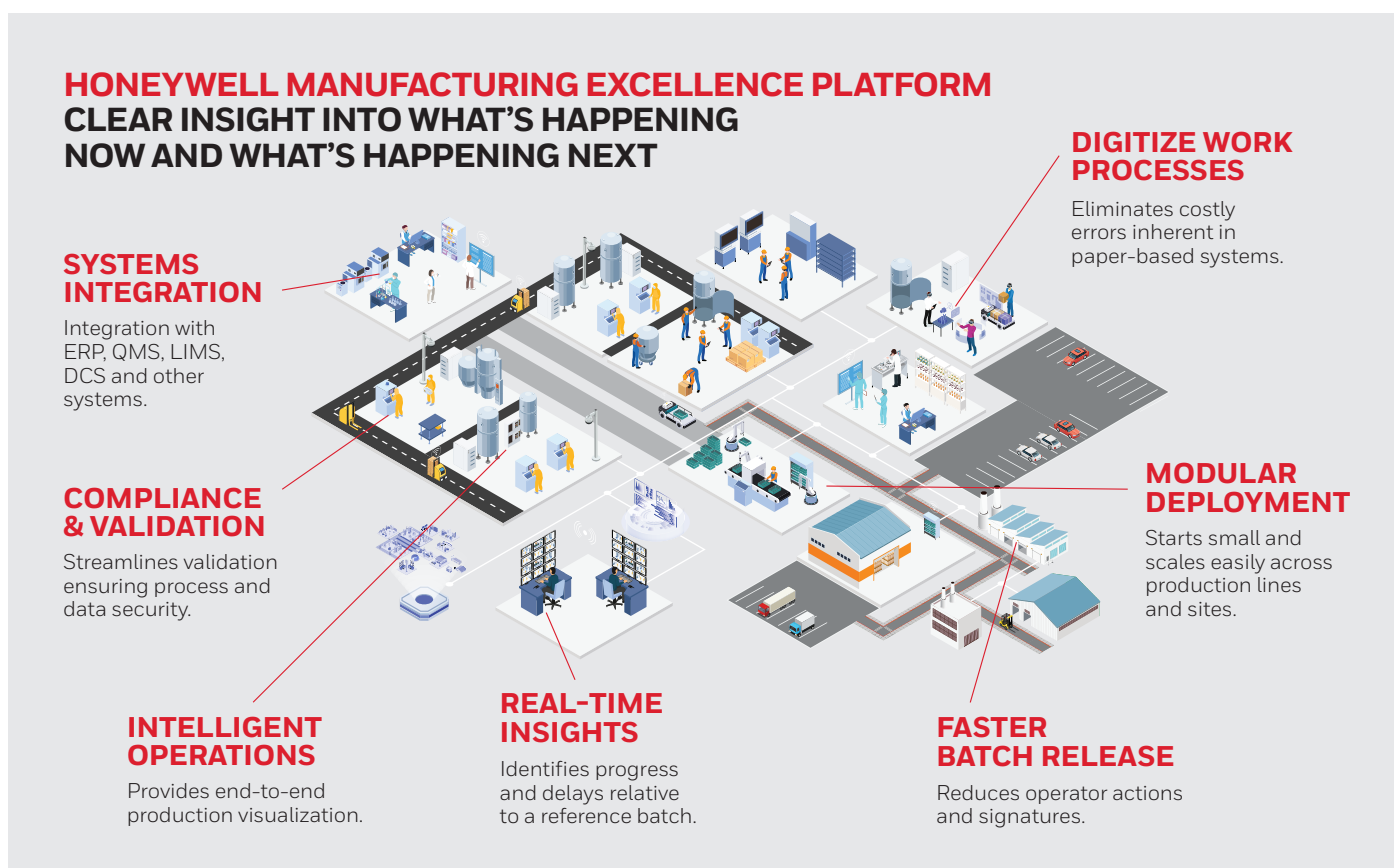 HONEYWELL MANUFACTURING EXCELLENCE PLATFORM
CLEAR INSIGHT INTO WHAT'S HAPPENING
NOW AND WHAT'S HAPPENING NEXT
DIGITIZE WORK
PROCESSES
Eliminates costly
errors inherent in
paper-based systems.
SYSTEMS
INTEGRATION
Integration with
ERP, QMS, LIMS,
DCS and other
systems.
COMPLIANCE
& VALIDATION
Streamlines validation
ensuring process and
data security.
MODULAR
DEPLOYMENT
Starts small and
scales easily across
production lines
and sites.
INTELLIGENT
OPERATIONS
Provides end-to-end
production visualization.
REAL-TIME
INSIGHTS
Identifies progress
and delays relative
to a reference batch.
FASTER
BATCH RELEASE
Reduces operator actions
and signatures.